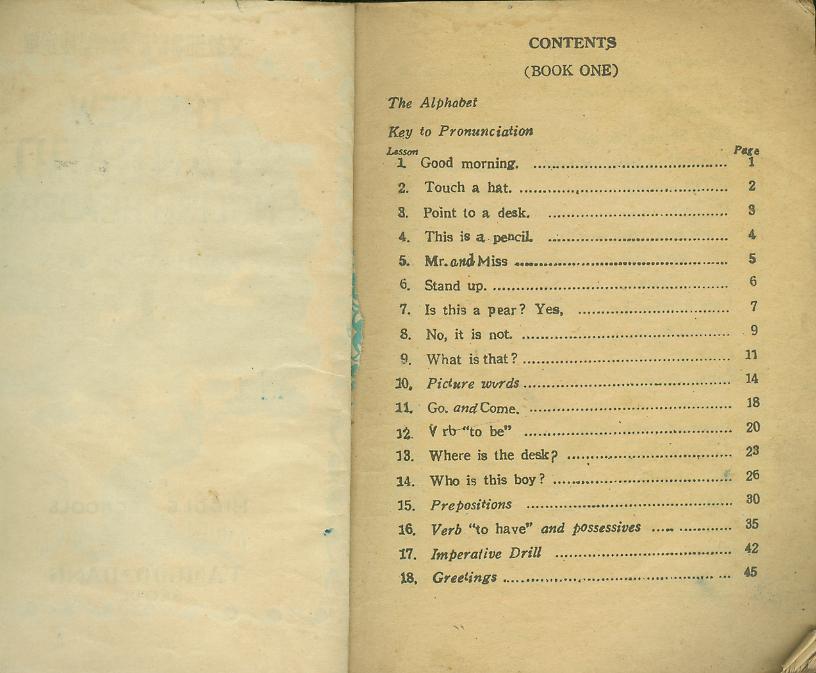 CONTENTS
(BOOK ONE)
The Alphabet
Key to Pronunciation
Lesson Page
1 Good morning. .......... 1
2. Touch a hat. .......... 2
3. Point to a desk. .......... 3
4. This is a pencil. .......... 4
5. Mr. and Miss .......... 5
6. Stand up. .......... 6
7. Is this a pear? Yes, .......... 7
8. No, it is not. .......... 9
9. What is that? .......... 11
10. Picture words .......... 14
11. Go. and Come. .......... 18
12. V rb "to be" .......... 20
13. Where is the desk? .......... 23
14. Who is this boy? .......... 26
15. Prepositions .......... 30
16. Verb "to have" and possessives .......... 35
17. Imperative Drill .......... 42
18. Greetings .......... 45